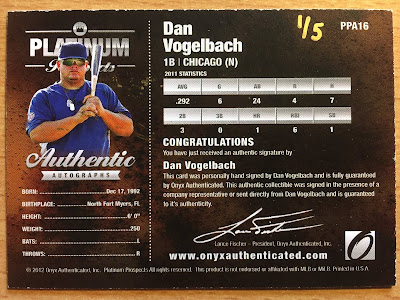 PLATINUM
Prospects
Authentic
AUTOGRAPHS
BORN: Dec 17, 1992
BIRTHPLACE: North Fort Myers, FL
HEIGHT: 6' 0"
WEIGHT: 250
BATS: L
THROWS: R
© 2012 Onyx Authenticated, Inc. Platinum Prospects All rights reserved. This product is not endorsed or affiliated with MLB or MiLB. Printed in U.S.A.
Dan
Vogelbach
1/5
PPA16
1B | CHICAGO (N)
2011 STATISTICS
AVG G AB R H
.292 6 24 4 7
2B 3B HR RBI SB
3 0 1 6 1
CONGRATULATIONS
You have just received an authentic signature by
Dan Vogelbach
This card was personally hand signed by Dan Vogelbach and is fully guaranteed
by Onyx Authenticated. This authentic collectible was signed in the presence of a
company representative or sent directly from Dan Vogelbach and is guaranteed
to it's authenticity.
Lance Fischer - President, Onyx Authenticated, Inc.
www.onyxauthenticated.com